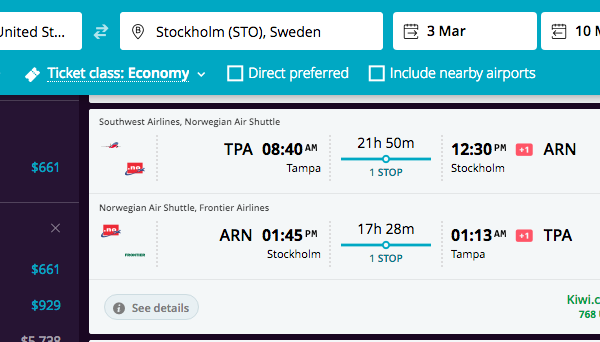 United St...
Stockholm (STO), Sweden
3 Mar
10 M
Ticket class: Economy
Direct preferred
Include nearby airports
$661
$661
$929
$5,738
Southwest Airlines, Norwegian Air Shuttle
.no
TPA 08:40 AM
Tampa
21h 50m
1 STOP
12:30 PM +1 ARN
Stockholm
Norwegian Air Shuttle, Frontier Airlines
.no
FRONTIER
ARN 01:45 PM
Stockholm
17h 28m
1 STOP
01:13 AM +1 TPA
Tampa
See details
Kiwi.c
768